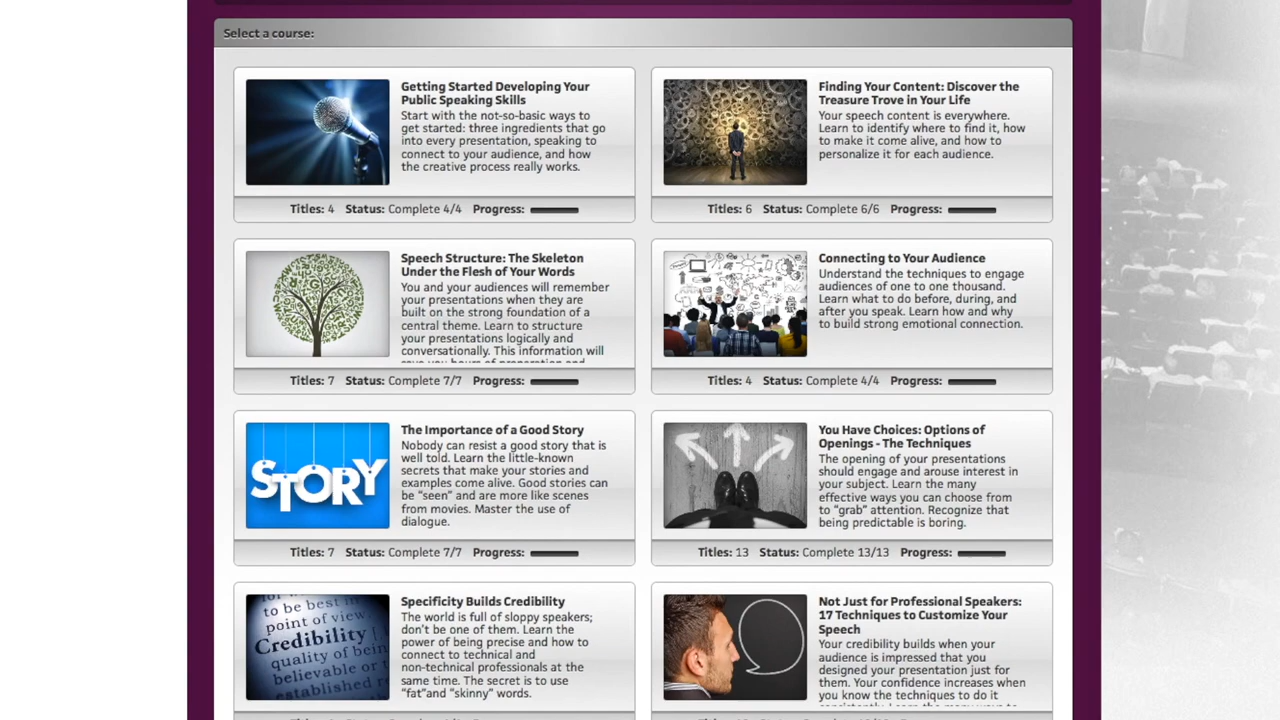 Select a course:
Getting Started Developing Your
Public Speaking Skills
Start with the not-so-basic ways to
get started: three ingredients that go
into every presentation, speaking to
connect to your audience, and how
the creative process really works.
Titles: 4 Status: Complete 4/4 Progress:
Finding Your Content: Discover the
Treasure Trove in Your Life
Your speech content is everywhere.
Learn to identify where to find it, how
to make it come alive, and how to
personalize it for each audience.
Titles: 6 Status: Complete 6/6 Progress:
Speech Structure: The Skeleton
Under the Flesh of Your Words
You and your audiences will remember
your presentations when they are
built on the strong foundation of a
central theme. Learn to structure
your presentations logically and
conversationally. This information will
Titles: 7 Status: Complete 7/7 Progress:
Connecting to Your Audience
Understand the techniques to engage
audiences of one to one thousand.
Learn what to do before, during, and
after you speak. Learn how and why
to build strong emotional connection.
Titles: 4 Status: Complete 4/4 Progress:
STORY
The Importance of a Good Story
Nobody can resist a good story that is
well told. Learn the little-known
secrets that make your stories and
examples come alive. Good stories can
be “seen” and are more like scenes
from movies. Master the use of
dialogue.
Titles: 7 Status: Complete 7/7 Progress:
You Have Choices: Options of
Openings - The Techniques
The opening of your presentations
should engage and arouse interest in
your subject. Learn the many
effective ways you can choose from
to “grab” attention. Recognize that
being predictable is boring.
Titles: 13 Status: Complete 13/13 Progress:
to be best
point of view.
Credibility
quality of bein
believable or t
established r
Specificity Builds Credibility
The world is full of sloppy speakers;
don’t be one of them. Learn the
power of being precise and how to
connect to technical and
non-technical professionals at the
same time. The secret is to use
“fat”and “skinny” words.
Not Just for Professional Speakers:
17 Techniques to Customize Your
Speech
Your credibility builds when your
audience is impressed that you
designed your presentation just for
them. Your confidence increases when
you know the techniques to do it